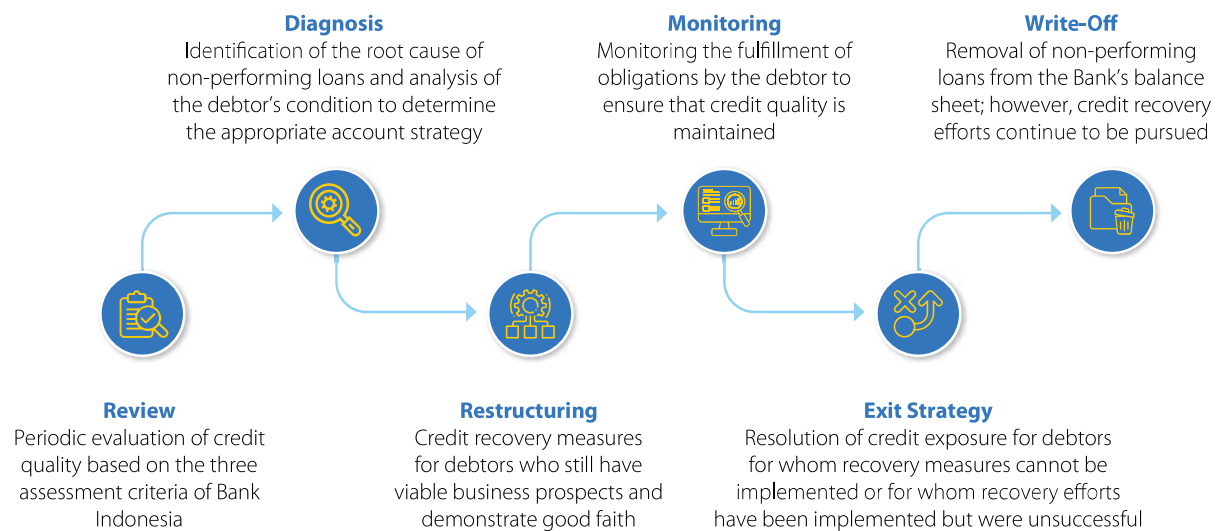 Diagnosis
Identification of the root cause of
non-performing loans and analysis of
the debtor's condition to determine
the appropriate account strategy
Monitoring
Monitoring the fulfillment of
obligations by the debtor to
ensure that credit quality is
maintained
Write-Off
Removal of non-performing
loans from the Bank's balance
sheet; however, credit recovery
efforts continue to be pursued
Review
Periodic evaluation of credit
quality based on the three
assessment criteria of Bank
Indonesia
Restructuring
Credit recovery measures
for debtors who still have
viable business prospects and
demonstrate good faith
Exit Strategy
Resolution of credit exposure for debtors
for whom recovery measures cannot be
implemented or for whom recovery efforts
have been implemented but were unsuccessful